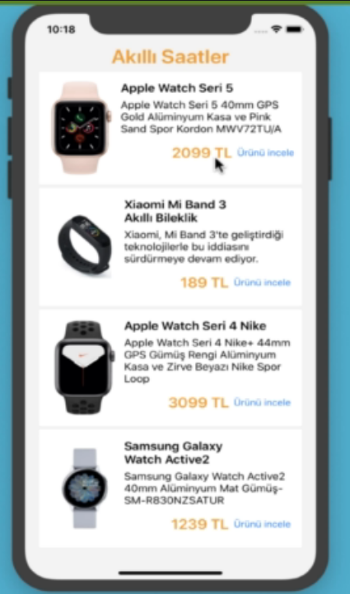 10:18
Akıllı Saatler
Apple Watch Seri 5
Apple Watch Seri 5 40mm GPS
Gold Alüminyum Kasa ve Pink
Sand Spor Kordon MWV72TU/A
2099 TL Ürünü incele
Xiaomi Mi Band 3
Akıllı Bileklik
Xiaomi, Mi Band 3'te geliştirdiği
teknolojilerle bu iddiasını
sürdürmeye devam ediyor.
189 TL Ürünü incele
Apple Watch Seri 4 Nike
Apple Watch Seri 4 Nike+ 44mm
GPS Gümüş Rengi Alüminyum
Kasa ve Zirve Beyazı Nike Spor
Loop
3099 TL Ürünü incele
Samsung Galaxy
Watch Active2
Samsung Galaxy Watch Active2
40mm Alüminyum Mat Gümüş-
SM-R830NZSATUR
1239 TL Ürünü incele